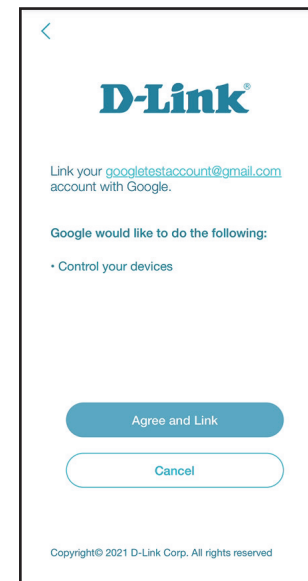 D-Link®
Link your googletestaccount@gmail.com
account with Google.
Google would like to do the following:
• Control your devices
Agree and Link
Cancel
Copyright© 2021 D-Link Corp. All rights reserved